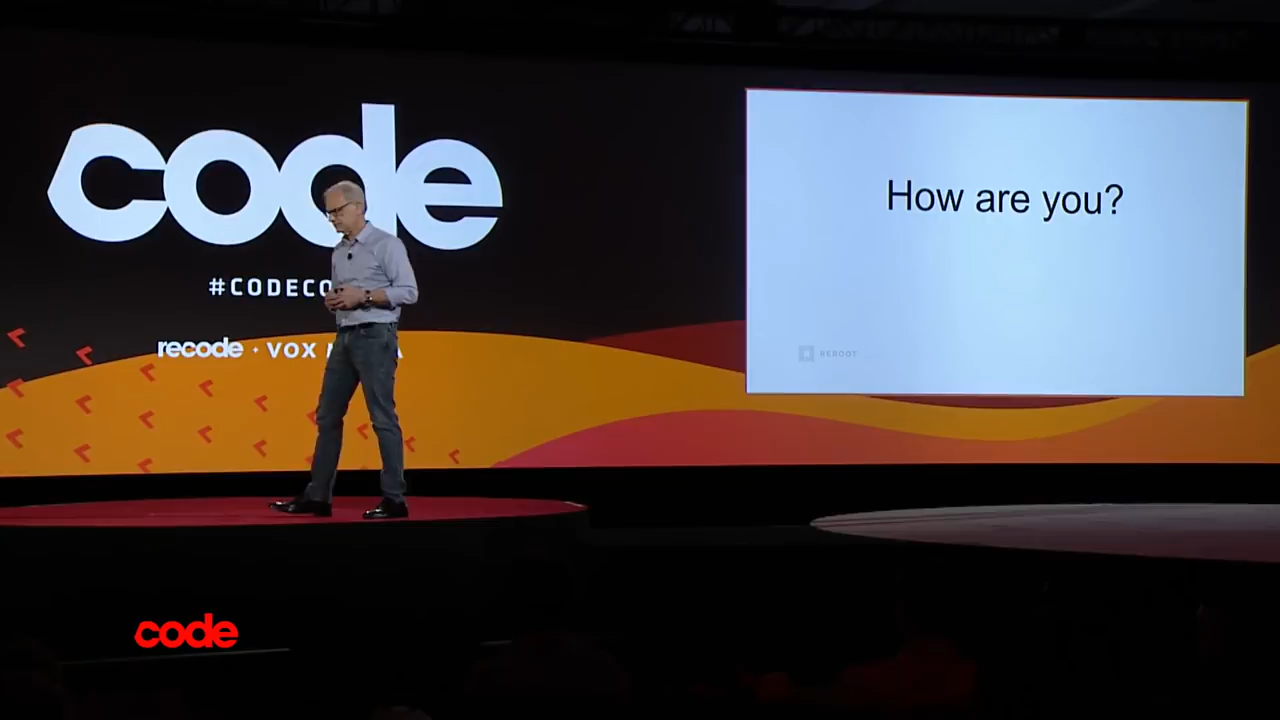 code
#CODECO
recode + VOX
How are you?
REBOOT
code